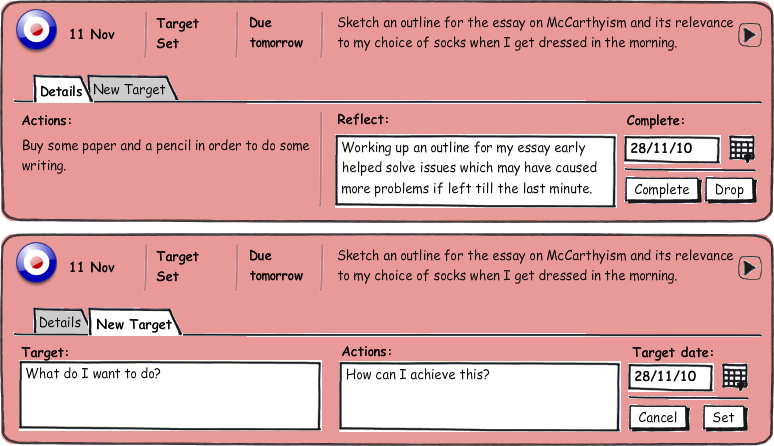 11 Nov
Target Set
Due tomorrow
Sketch an outline for the essay on McCarthyism and its relevance
to my choice of socks when I get dressed in the morning.
Details
New Target
Actions:
Buy some paper and a pencil in order to do some
writing.
Reflect:
Working up an outline for my essay early
helped solve issues which may have caused
more problems if left till the last minute.
Complete:
28/11/10
Complete
Drop
11 Nov
Target Set
Due tomorrow
Sketch an outline for the essay on McCarthyism and its relevance
to my choice of socks when I get dressed in the morning.
Details
New Target
Target:
What do I want to do?
Actions:
How can I achieve this?
Target date:
28/11/10
Cancel
Set